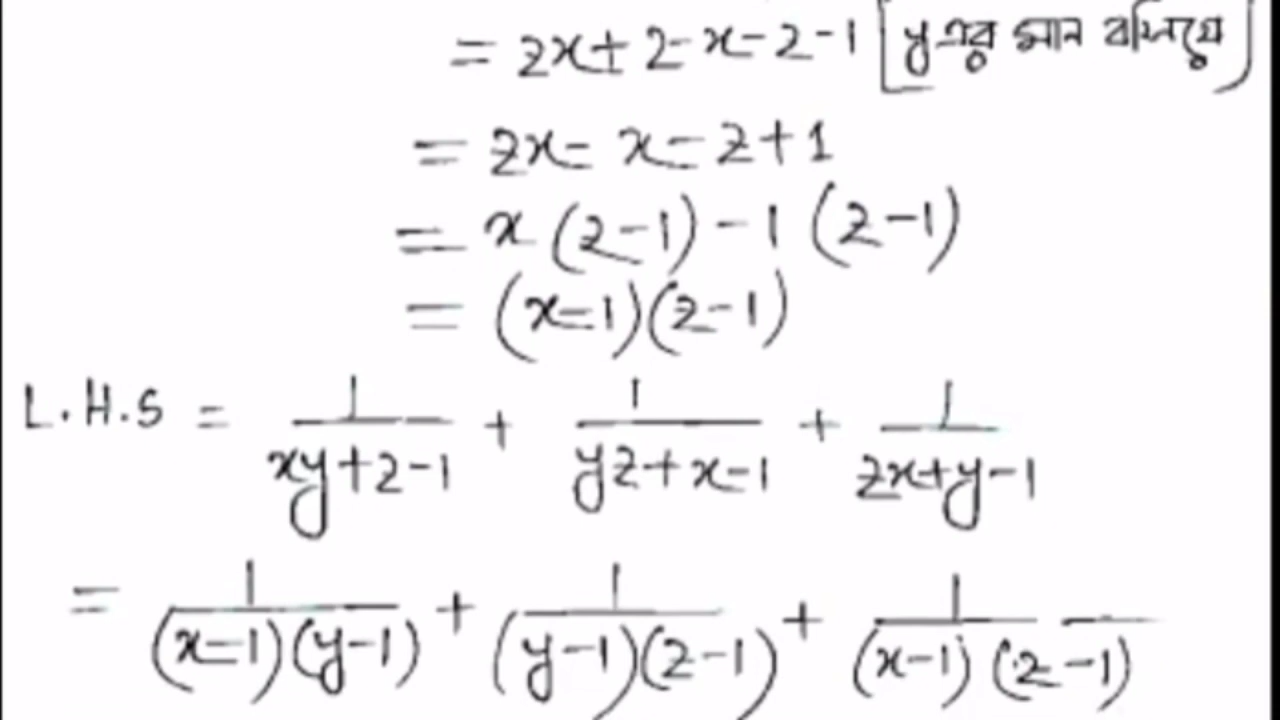 = zx + 2 - x - z - 1 [y এর মান বসিয়ে]
= zx - x - z + 1
= x (z-1) - 1 (z-1)
= (x-1)(z-1)
L.H.S = 1/(xy+z-1) + 1/(yz+x-1) + 1/(zx+y-1)
= 1/((x-1)(y-1)) + 1/((y-1)(z-1)) + 1/((x-1)(z-1))